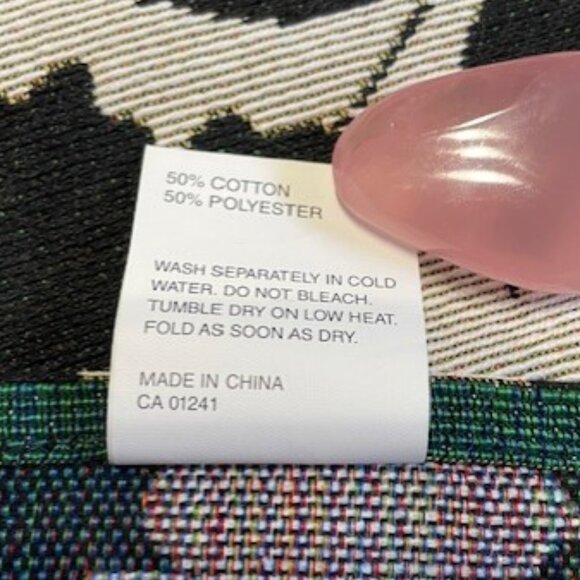 50% COTTON
50% POLYESTER
WASH SEPARATELY IN COLD
WATER. DO NOT BLEACH.
TUMBLE DRY ON LOW HEAT.
FOLD AS SOON AS DRY.
MADE IN CHINA
CA 01241